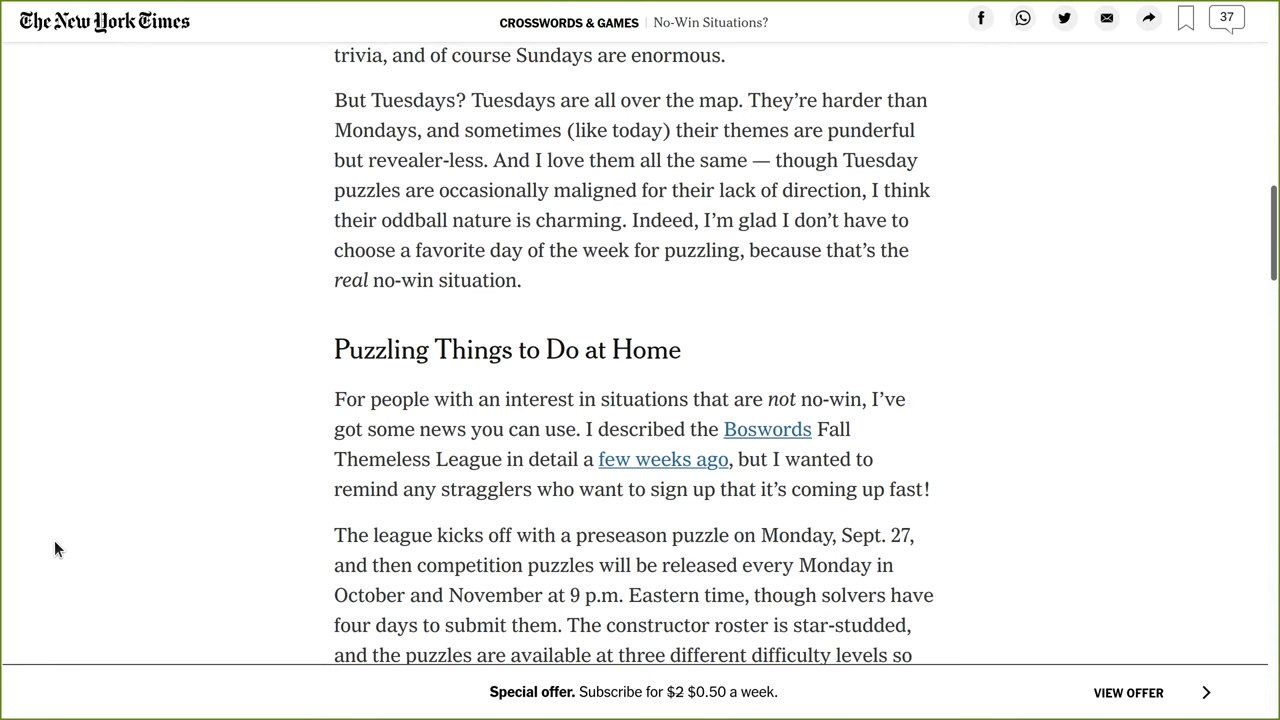 The New York Times
CROSSWORDS & GAMES | No-Win Situations?
37
trivia, and of course Sundays are enormous.
But Tuesdays? Tuesdays are all over the map. They’re harder than
Mondays, and sometimes (like today) their themes are punderful
but revealer-less. And I love them all the same — though Tuesday
puzzles are occasionally maligned for their lack of direction, I think
their oddball nature is charming. Indeed, I’m glad I don’t have to
choose a favorite day of the week for puzzling, because that’s the
real no-win situation.
Puzzling Things to Do at Home
For people with an interest in situations that are not no-win, I’ve
got some news you can use. I described the Boswords Fall
Themeless League in detail a few weeks ago, but I wanted to
remind any stragglers who want to sign up that it’s coming up fast!
The league kicks off with a preseason puzzle on Monday, Sept. 27,
and then competition puzzles will be released every Monday in
October and November at 9 p.m. Eastern time, though solvers have
four days to submit them. The constructor roster is star-studded,
and the puzzles are available at three different difficulty levels so
Special offer. Subscribe for $2 $0.50 a week.
VIEW OFFER